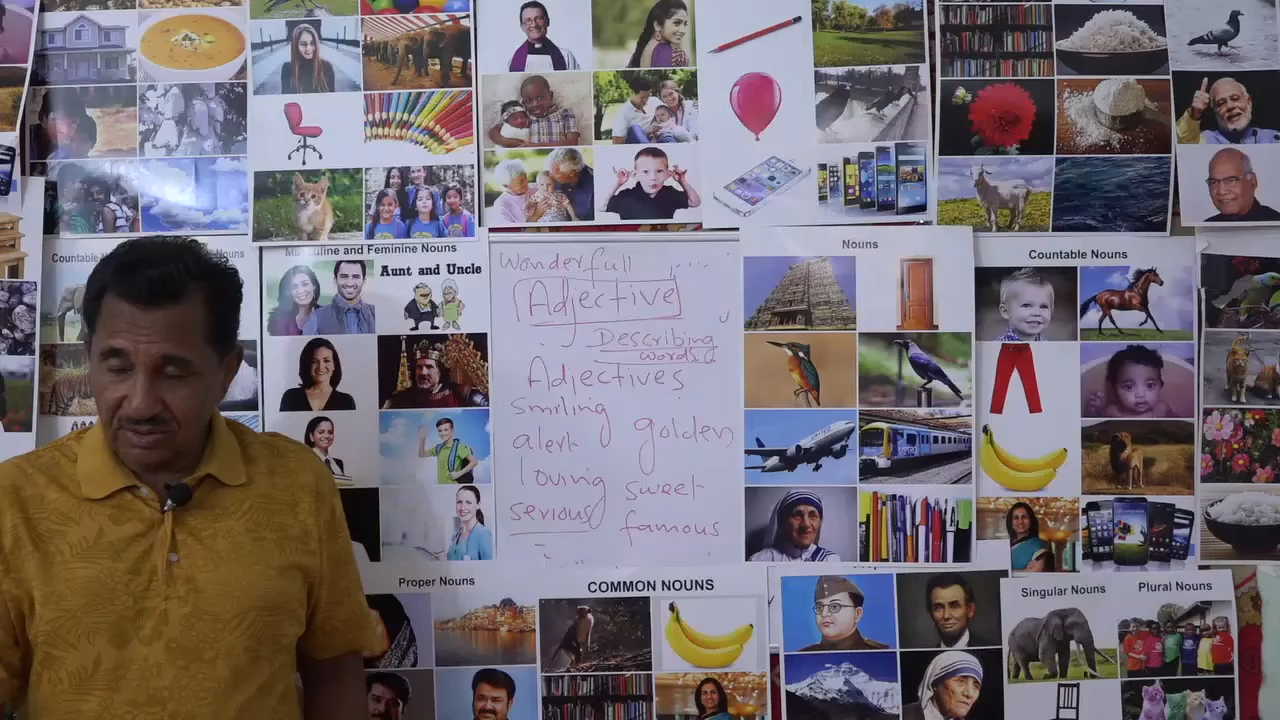 Countable
Masculine and Feminine Nouns
Aunt and Uncle
Wonderfull
Adjective
Describing
words
Adjectives
smiling
alert
golden
loving
sweet
serious
famous
Nouns
Countable Nouns
Proper Nouns
COMMON NOUNS
Singular Nouns
Plural Nouns